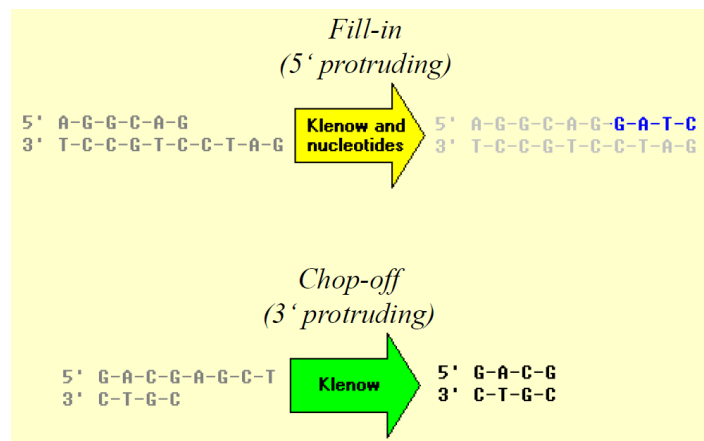 Fill-in
(5‘ protruding)
5' A-G-G-C-A-G
3' T-C-C-G-T-C-C-T-A-G
Klenow and
nucleotides
5' A-G-G-C-A-G-G-A-T-C
3' T-C-C-G-T-C-C-T-A-G
Chop-off
(3‘ protruding)
5' G-A-C-G-A-G-C-T
3' C-T-G-C
Klenow
5' G-A-C-G
3' C-T-G-C